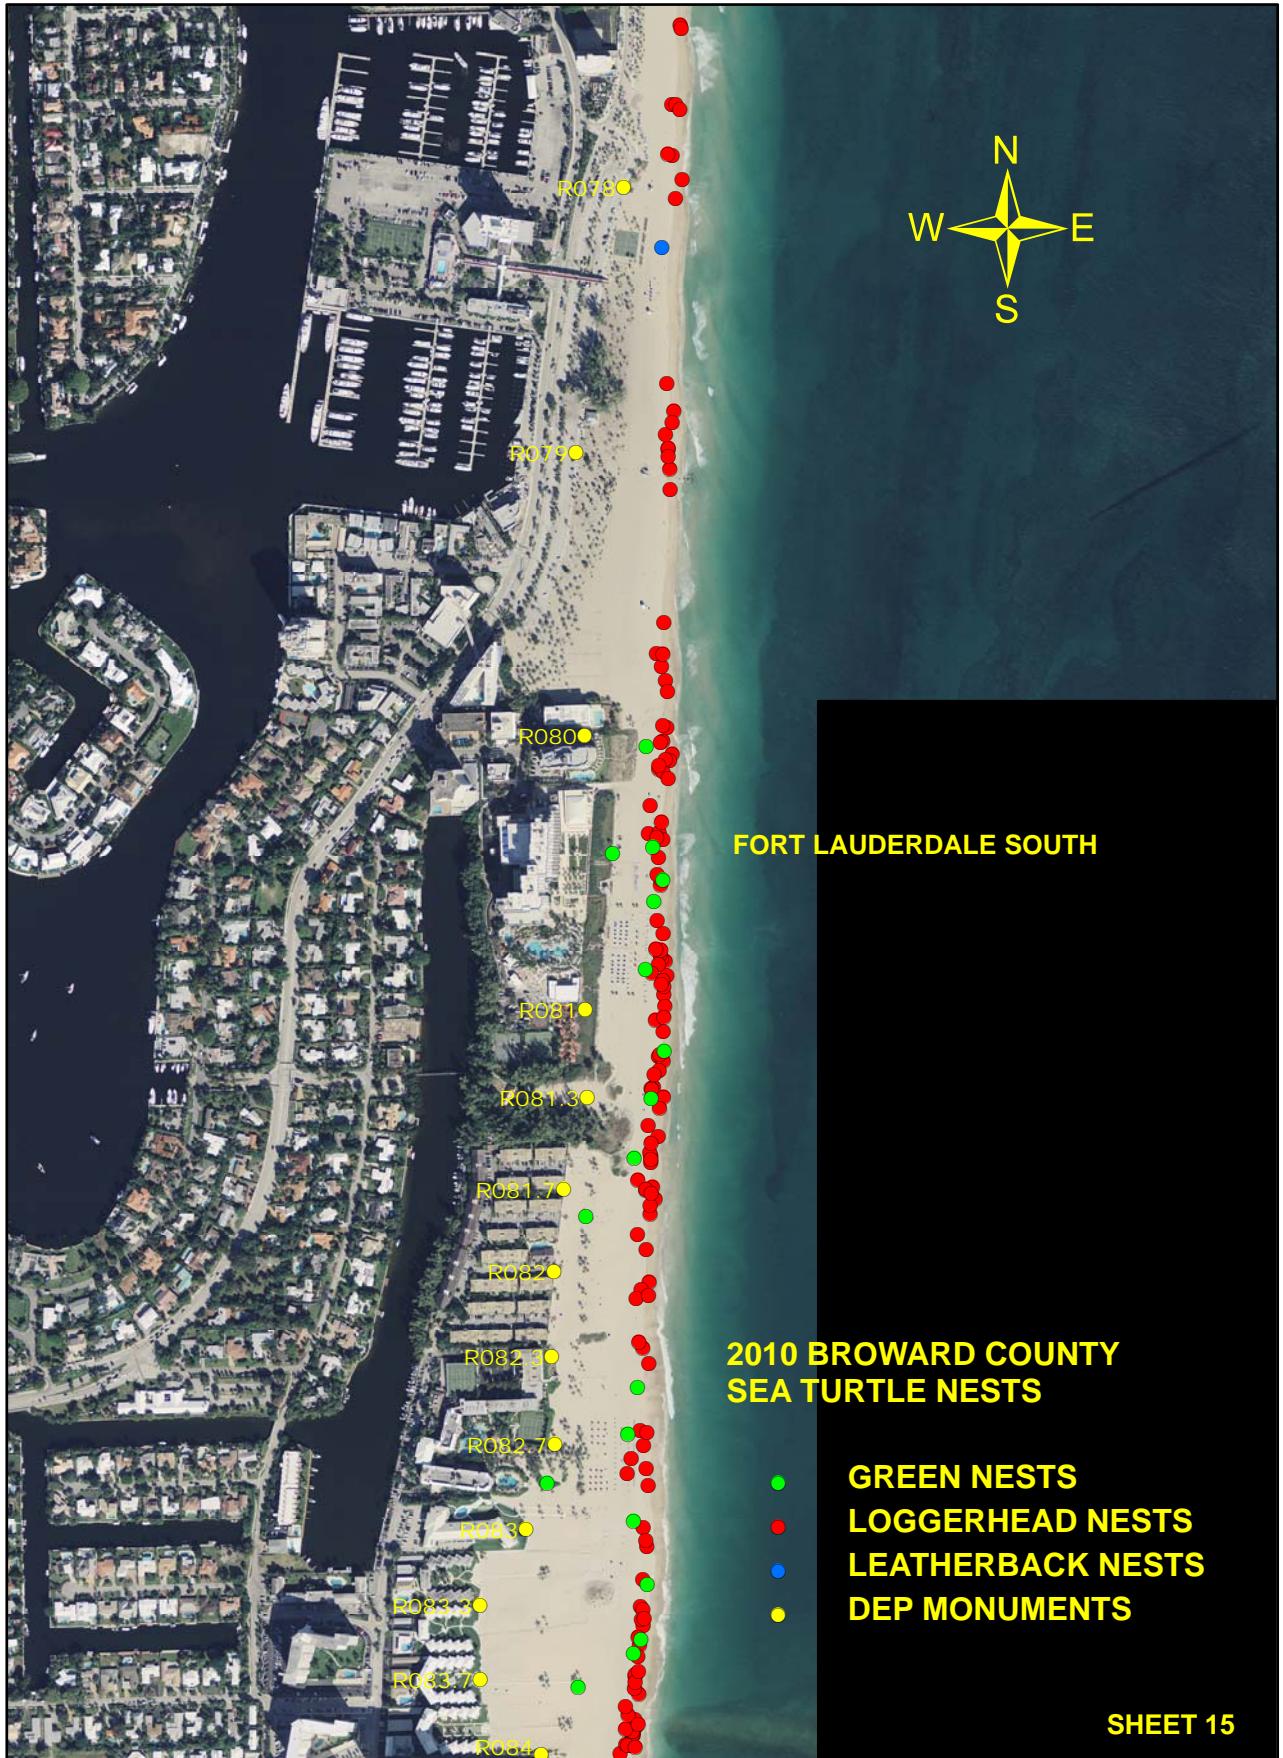 N
W E
S
R078
R079
R080
FORT LAUDERDALE SOUTH
R081
R081.3
R081.7
R082
R082.3
2010 BROWARD COUNTY
SEA TURTLE NESTS
R082.7
GREEN NESTS
LOGGERHEAD NESTS
R083
LEATHERBACK NESTS
R083.3
DEP MONUMENTS
R083.7
SHEET 15
R084